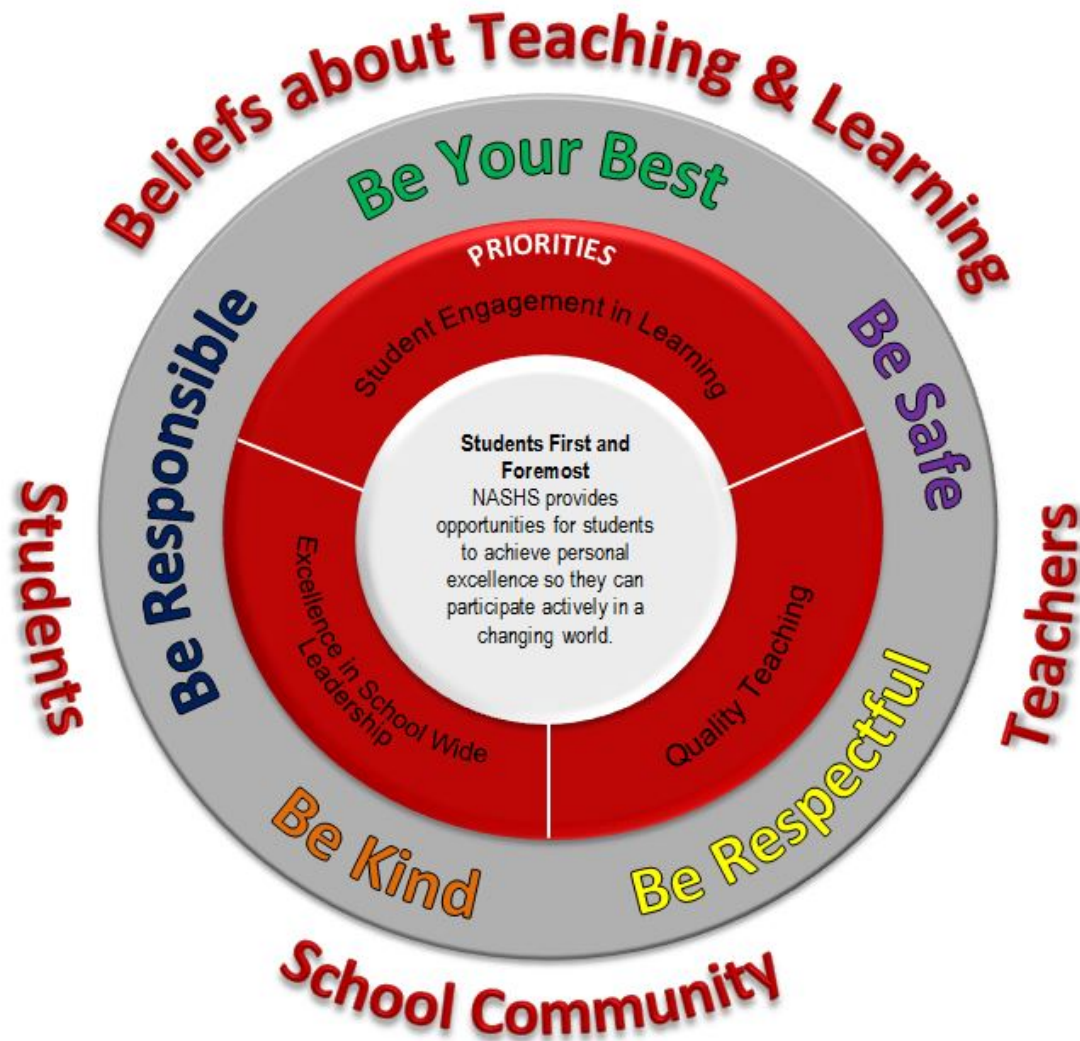 Beliefs about Teaching & Learning
Be Your Best
PRIORITIES
Student Engagement in Learning
Be Responsible
Be Safe
Students First and
Foremost
NASHS provides
opportunities for students
to achieve personal
excellence so they can
participate actively in a
changing world.
Students
Teachers
Excellence in School Wide
Leadership
Quality Teaching
Be Kind
Be Respectful
School Community